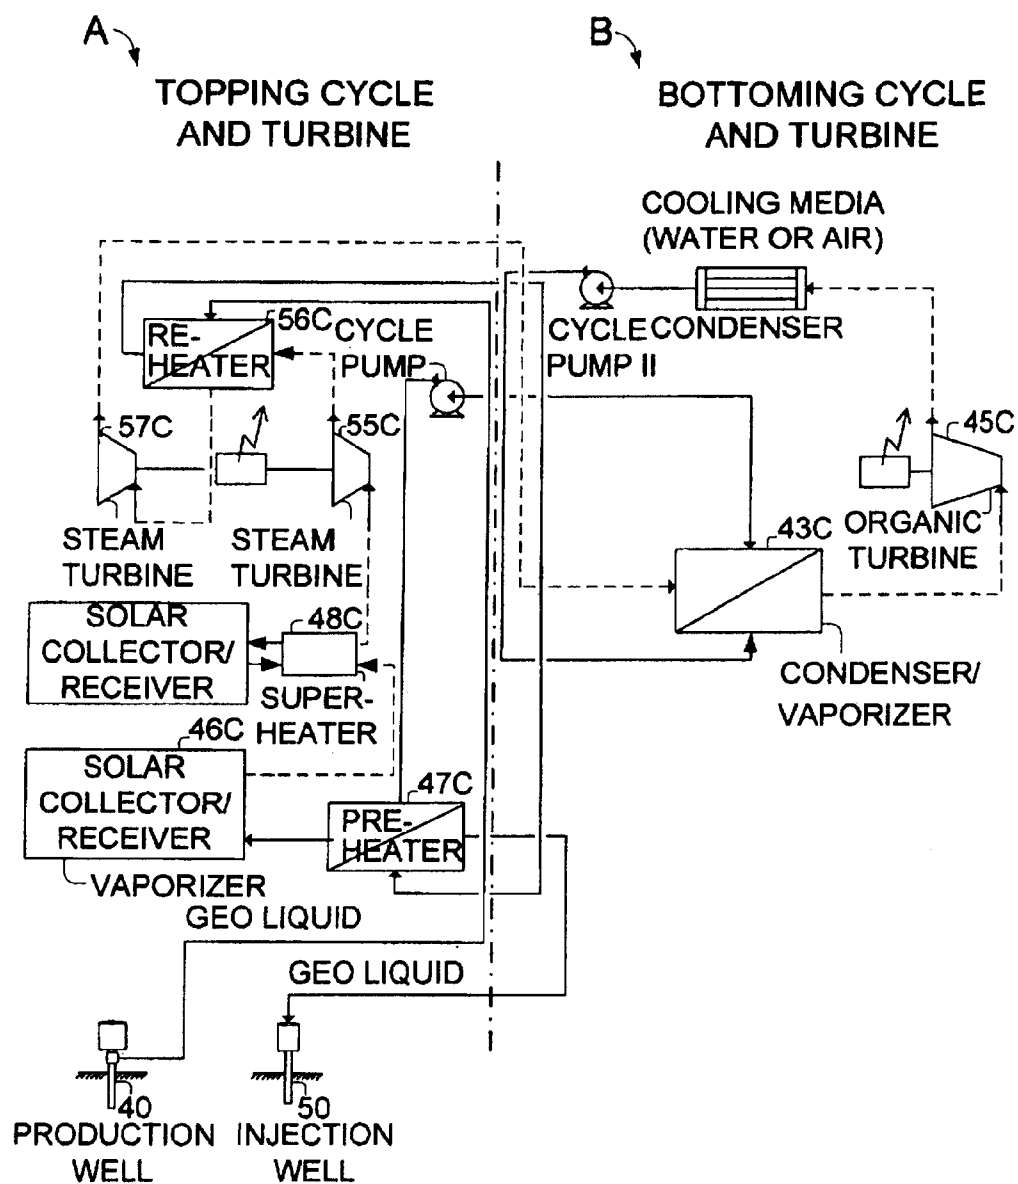 A
B
TOPPING CYCLE
AND TURBINE
BOTTOMING CYCLE
AND TURBINE
COOLING MEDIA
(WATER OR AIR)
RE-
HEATER
56C
CYCLE
PUMP
CYCLE
PUMP II
CONDENSER
57C
55C
45C
STEAM
TURBINE
STEAM
TURBINE
ORGANIC
TURBINE
43C
SOLAR
COLLECTOR/
RECEIVER
48C
SUPER-
HEATER
CONDENSER/
VAPORIZER
46C
SOLAR
COLLECTOR/
RECEIVER
47C
PRE-
HEATER
VAPORIZER
GEO LIQUID
GEO LIQUID
40
PRODUCTION
WELL
50
INJECTION
WELL